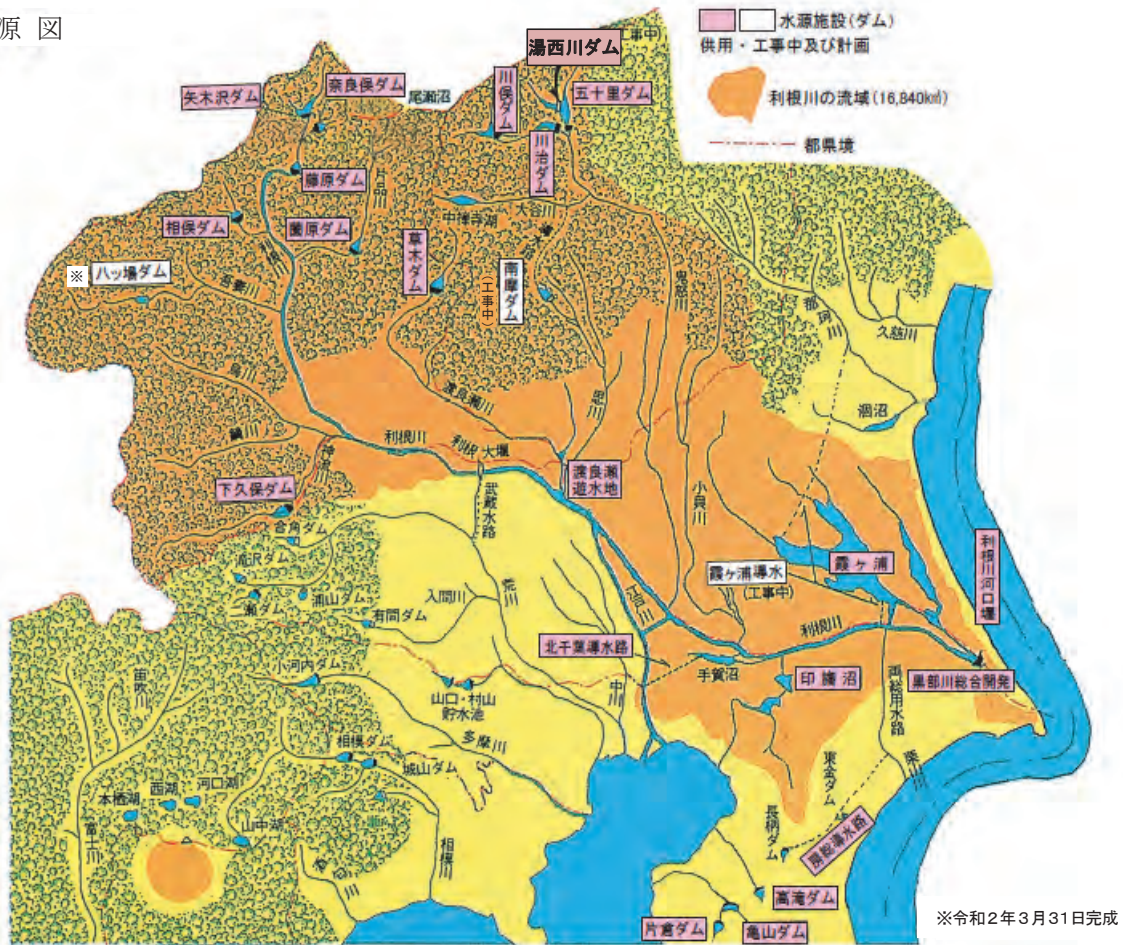 源 図
水源施設(ダム)
供用・工事中及び計画
利根川の流域(16,840km²)
都県境
湯西川ダム
工事中)
矢木沢ダム
奈良俣ダム
尾瀬沼
川俣ダム
五十里ダム
川治ダム
藤原ダム
片品川
中禅寺湖
大谷川
相俣ダム
薗原ダム
草木ダム
南摩ダム
(工事中)
※
八ッ場ダム
吾妻川
鬼怒川
那珂川
久慈川
涸沼
烏川
鏑川
神流川
渡良瀬川
思川
利根川
利根大堰
渡良瀬
遊水地
小貝川
下久保ダム
武蔵水路
合角ダム
滝沢ダム
二瀬ダム
浦山ダム
有間ダム
入間川
荒川
江戸川
霞ヶ浦導水
(工事中)
霞ヶ浦
利根川河口堰
利根川
北千葉導水路
手賀沼
印旛沼
両総用水路
黒部川総合開発
小河内ダム
山口・村山
貯水池
中川
多摩川
笛吹川
相模ダム
城山ダム
本栖湖
西湖
河口湖
山中湖
富士川
酒匂川
相模川
東金ダム
栗山川
長柄ダム
房総導水路
高滝ダム
片倉ダム
亀山ダム
※令和2年3月31日完成